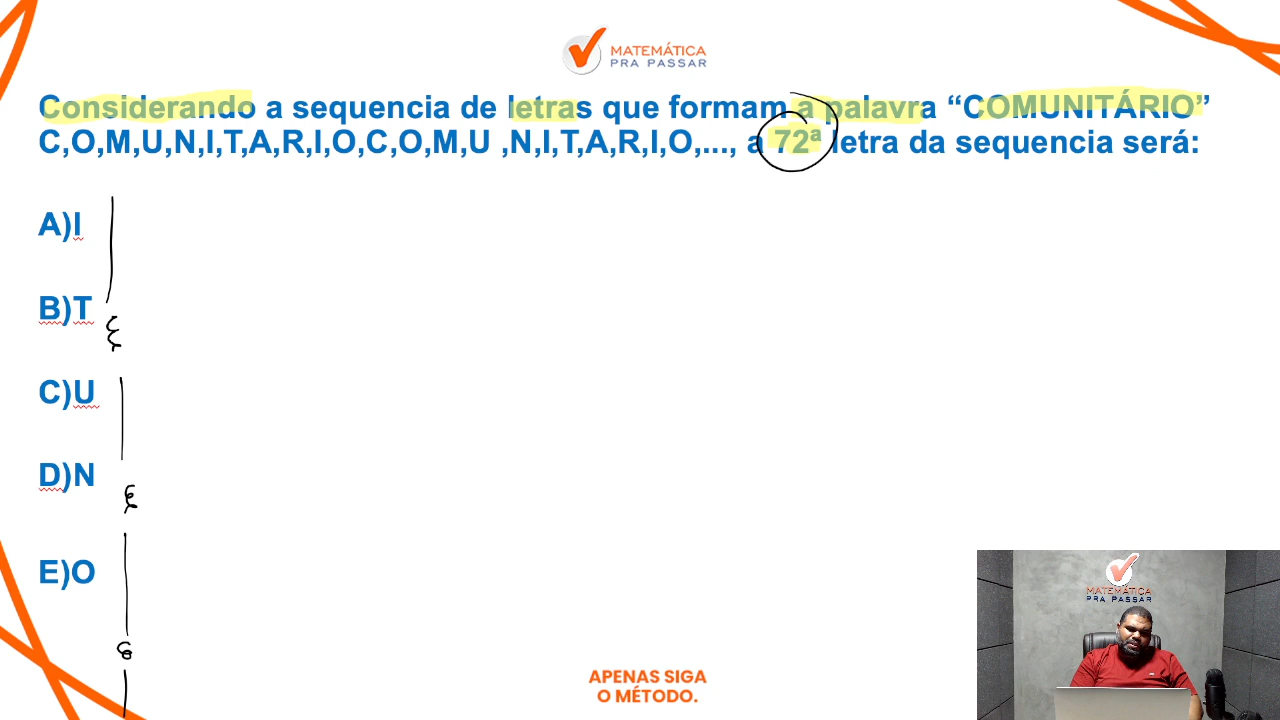 MATEMÁTICA
PRA PASSAR
Considerando a sequencia de letras que formam a palavra “COMUNITÁRIO”
C,O,M,U,N,I,T,A,R,I,O,C,O,M,U ,N,I,T,A,R,I,O,..., a 72ª letra da sequencia será:
A)I
B)T
C)U
D)N
E)O
MATEMÁTICA
PRA PASSAR
APENAS SIGA
O MÉTODO.